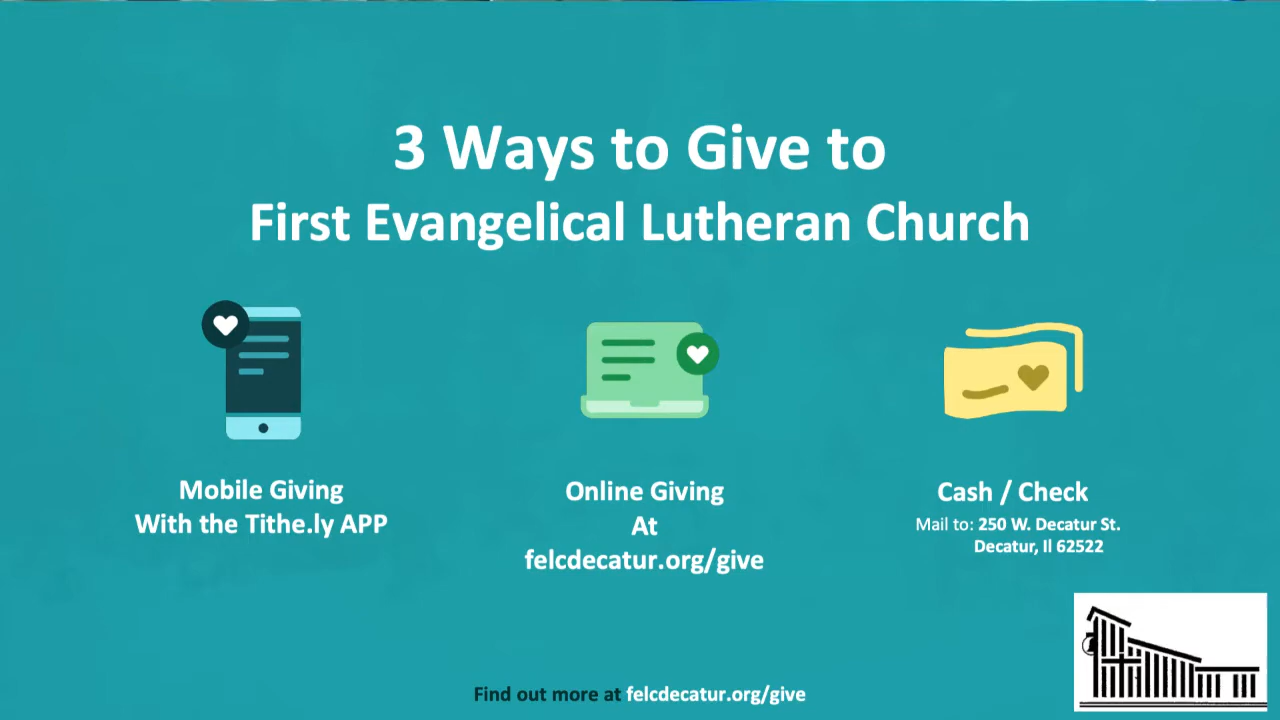 3 Ways to Give to
First Evangelical Lutheran Church
Mobile Giving
With the Tithe.ly APP
Online Giving
At
felcdecatur.org/give
Cash / Check
Mail to: 250 W. Decatur St.
Decatur, Il 62522
Find out more at felcdecatur.org/give